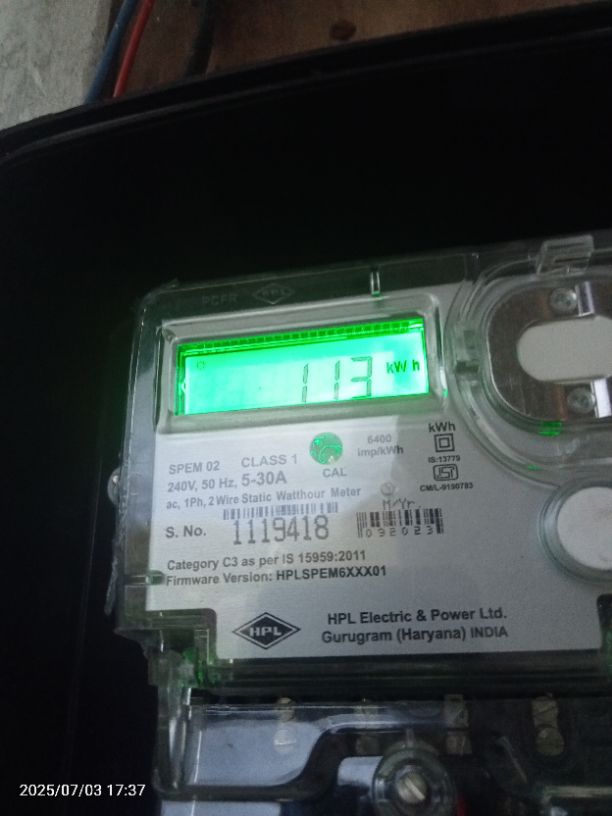 HPL
113 kWh
SPEM 02 CLASS 1
CAL
6400
imp/kWh
kWh
IS:13779
CM/L-9190783
240V, 50 Hz, 5-30A
ac, 1Ph, 2 Wire Static Watthour Meter
M/Yr.
S. No. 1119418
092023
Category C3 as per IS 15959:2011
Firmware Version: HPLSPEM6XXX01
HPL
HPL Electric & Power Ltd.
Gurugram (Haryana) INDIA
2025/07/03 17:37